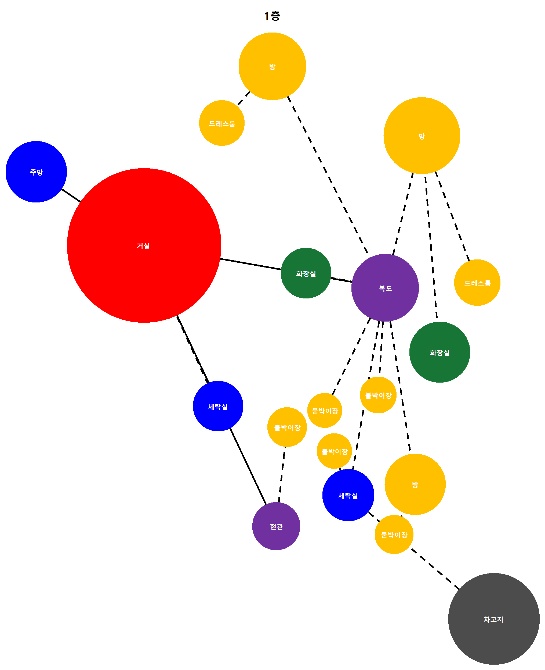 1층
방
드레스룸
방
주방
거실
화장실
복도
드레스룸
화장실
붙박이장
붙박이장
세탁실
붙박이장
붙박이장
방
세탁실
현관
붙박이장
차고지